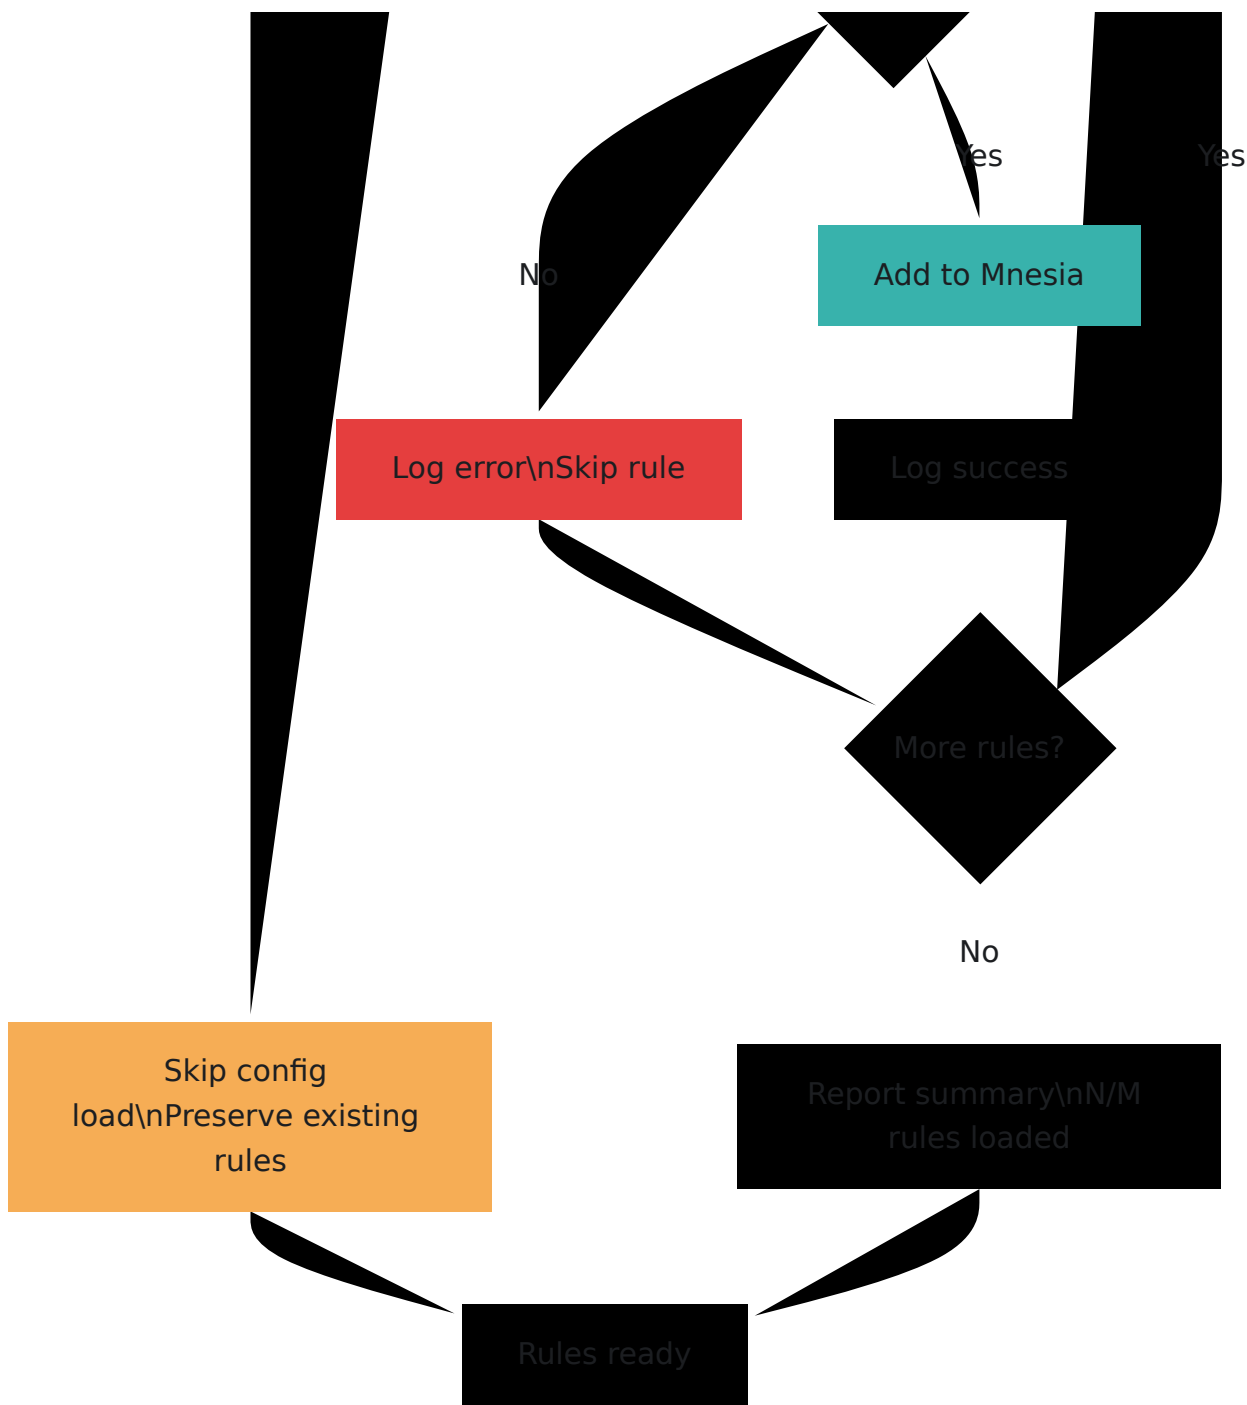 Yes
Yes
No
Add to Mnesia
Log error\nSkip rule
Log success
More rules?
No
Skip config
load\nPreserve existing
rules
Report summary\nN/M
rules loaded
Rules ready